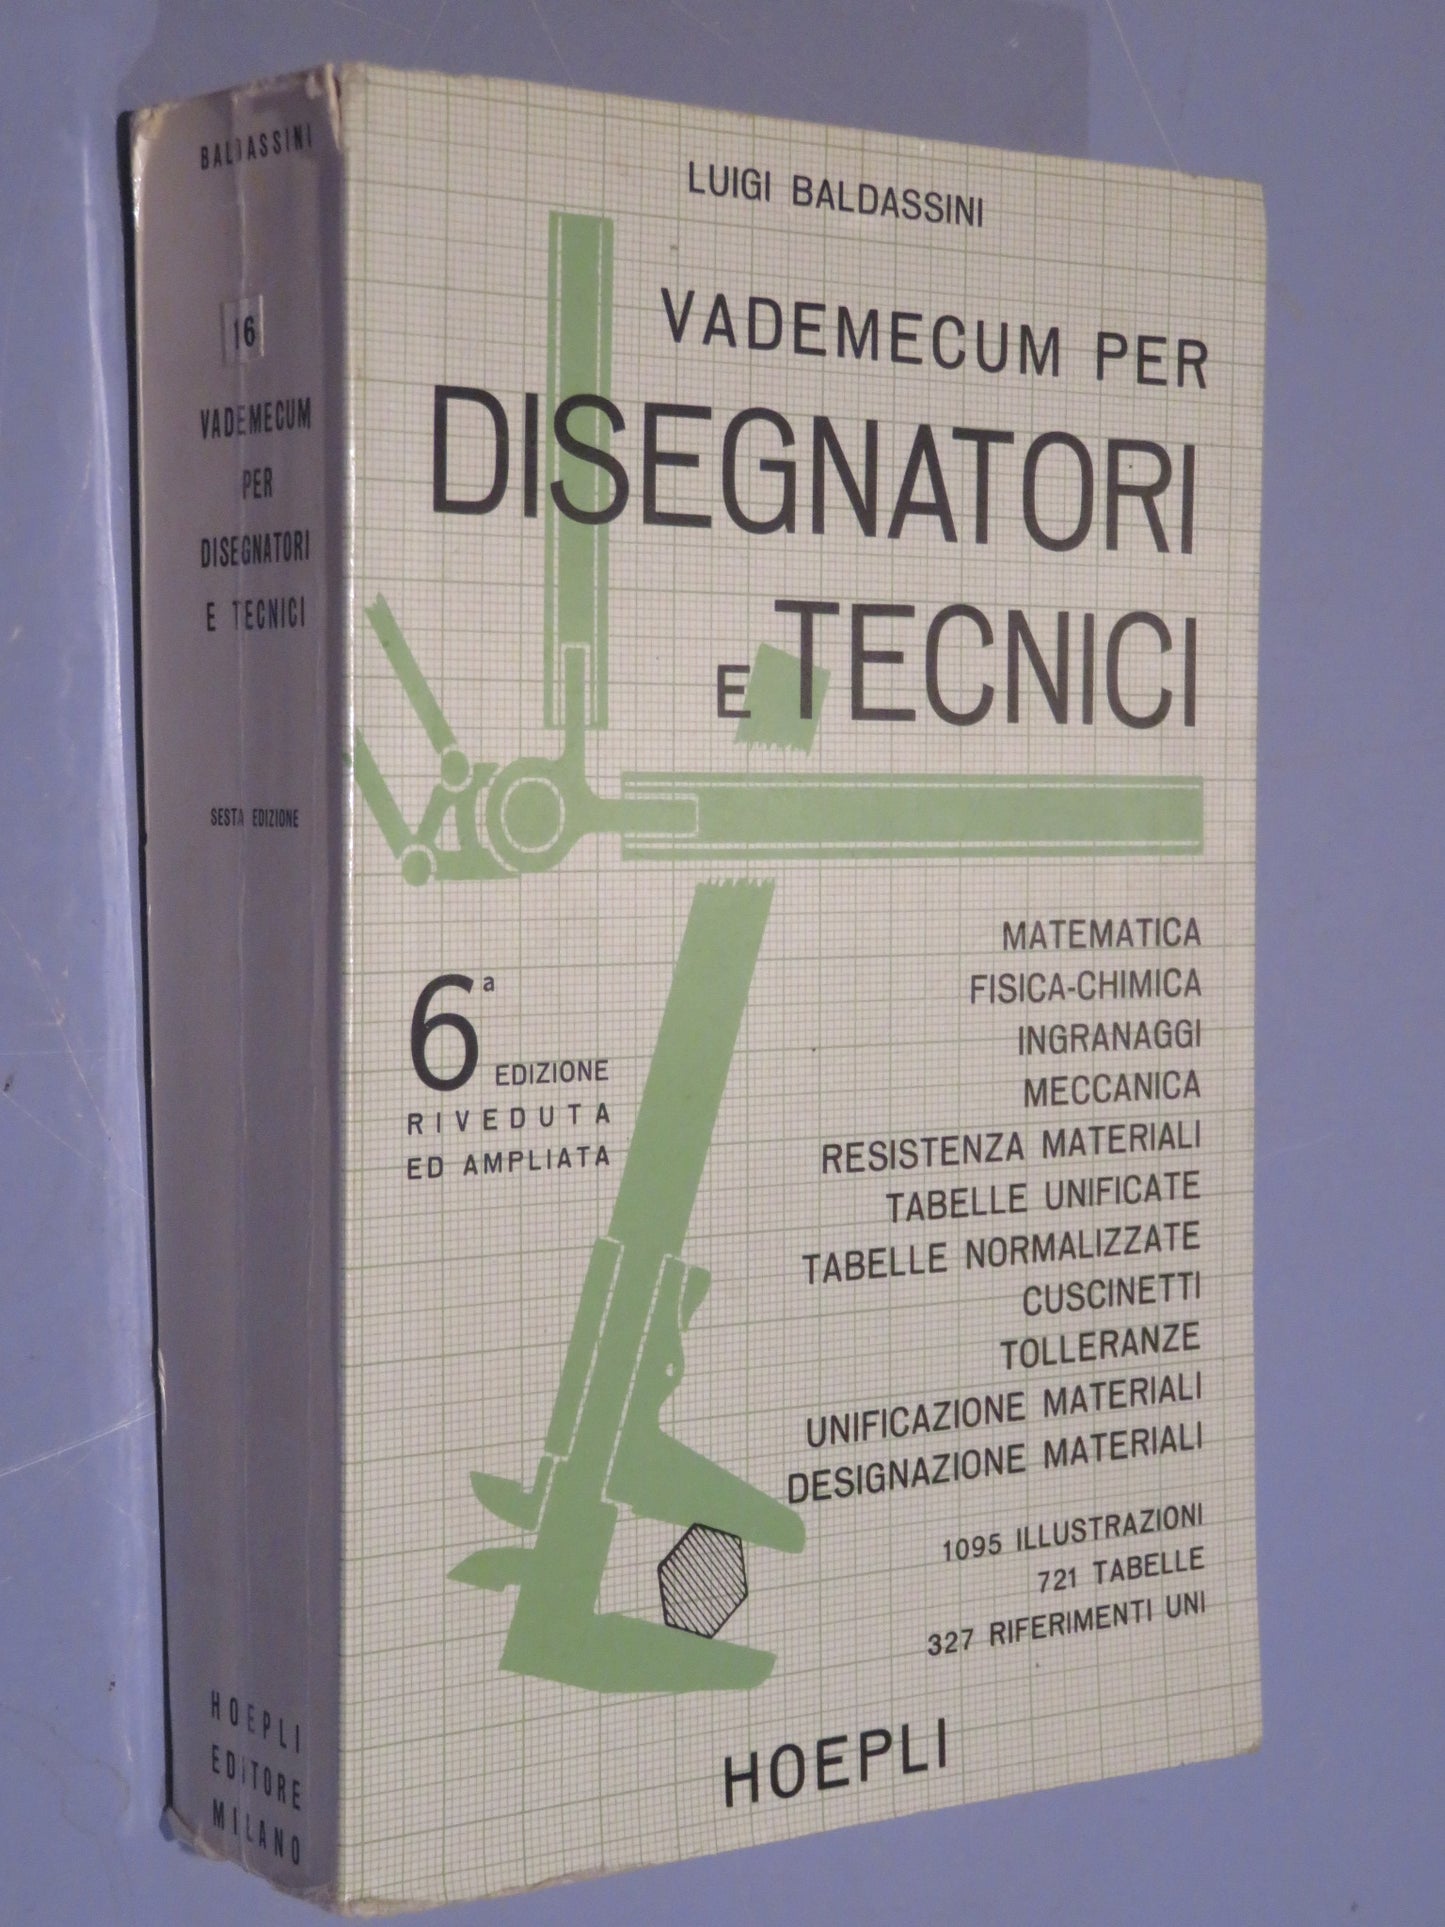 BALDASSINI
16
VADEMECUM
PER
DISEGNATORI
E TECNICI
SESTA EDIZIONE
HOEPLI
EDITORE
MILANO
LUIGI BALDASSINI
VADEMECUM PER
DISEGNATORI
E TECNICI
6a EDIZIONE
RIVEDUTA
ED AMPLIATA
MATEMATICA
FISICA-CHIMICA
INGRANAGGI
MECCANICA
RESISTENZA MATERIALI
TABELLE UNIFICATE
TABELLE NORMALIZZATE
CUSCINETTI
TOLLERANZE
UNIFICAZIONE MATERIALI
DESIGNAZIONE MATERIALI
1095 ILLUSTRAZIONI
721 TABELLE
327 RIFERIMENTI UNI
HOEPLI